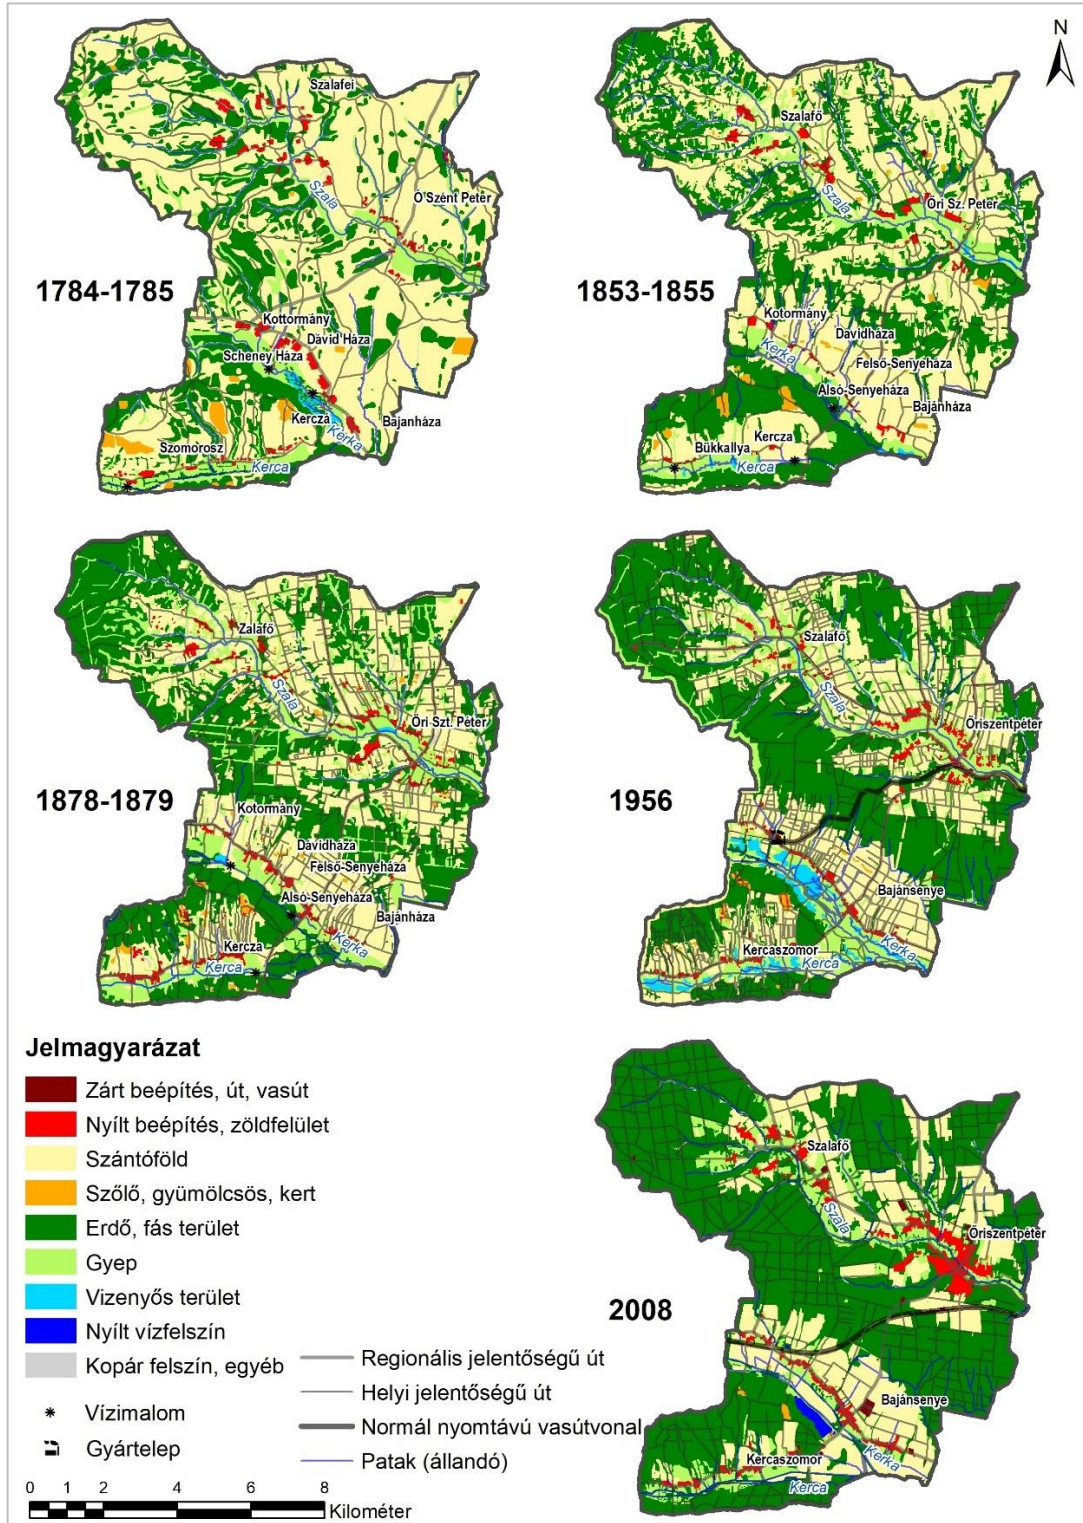 N
Szalafei
Szala
O'Szent Peter
1784-1785
Kottormány
David Háza
Scheney Háza
Kercza
Kerka
Bajanháza
Szomorosz
Kerca
Szalafő
Szala
Őri Sz. Peter
1853-1855
Kotormány
Dávidháza
Kerka
Felső-Senyeháza
Alsó-Senyeháza
Bajánháza
Kercza
Bükkallya
Kerca
Zalafő
Szala
Őri Szt. Péter
1878-1879
Kotormány
Dávidháza
Felső-Senyeháza
Alsó-Senyeháza
Bajánháza
Kercza
Kerka
Kerca
Szalafő
Szala
Őriszentpéter
1956
Bajánsenye
Kercaszomor
Kerka
Kerca
Szalafő
Szala
Őriszentpéter
2008
Bajánsenye
Kercaszomor
Kerka
Kerca
Jelmagyarázat
Zárt beépítés, út, vasút
Nyílt beépítés, zöldfelület
Szántóföld
Szőlő, gyümölcsös, kert
Erdő, fás terület
Gyep
Vizenyős terület
Nyílt vízfelszín
Kopár felszín, egyéb
Vízimalom
Gyártelep
Regionális jelentőségű út
Helyi jelentőségű út
Normál nyomtávú vasútvonal
Patak (állandó)
0 1 2 4 6 8
Kilométer